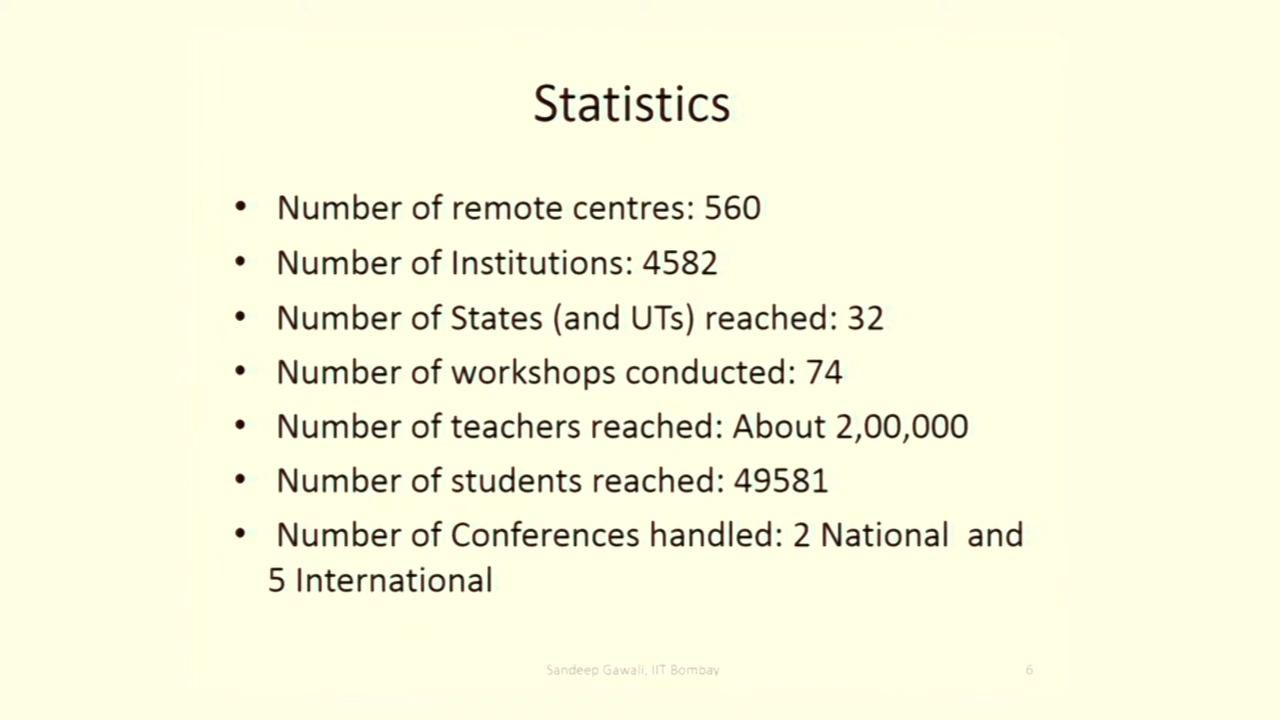 Statistics
• Number of remote centres: 560
• Number of Institutions: 4582
• Number of States (and UTs) reached: 32
• Number of workshops conducted: 74
• Number of teachers reached: About 2,00,000
• Number of students reached: 49581
• Number of Conferences handled: 2 National and
5 International
Sandeep Gawali, IIT Bombay 6